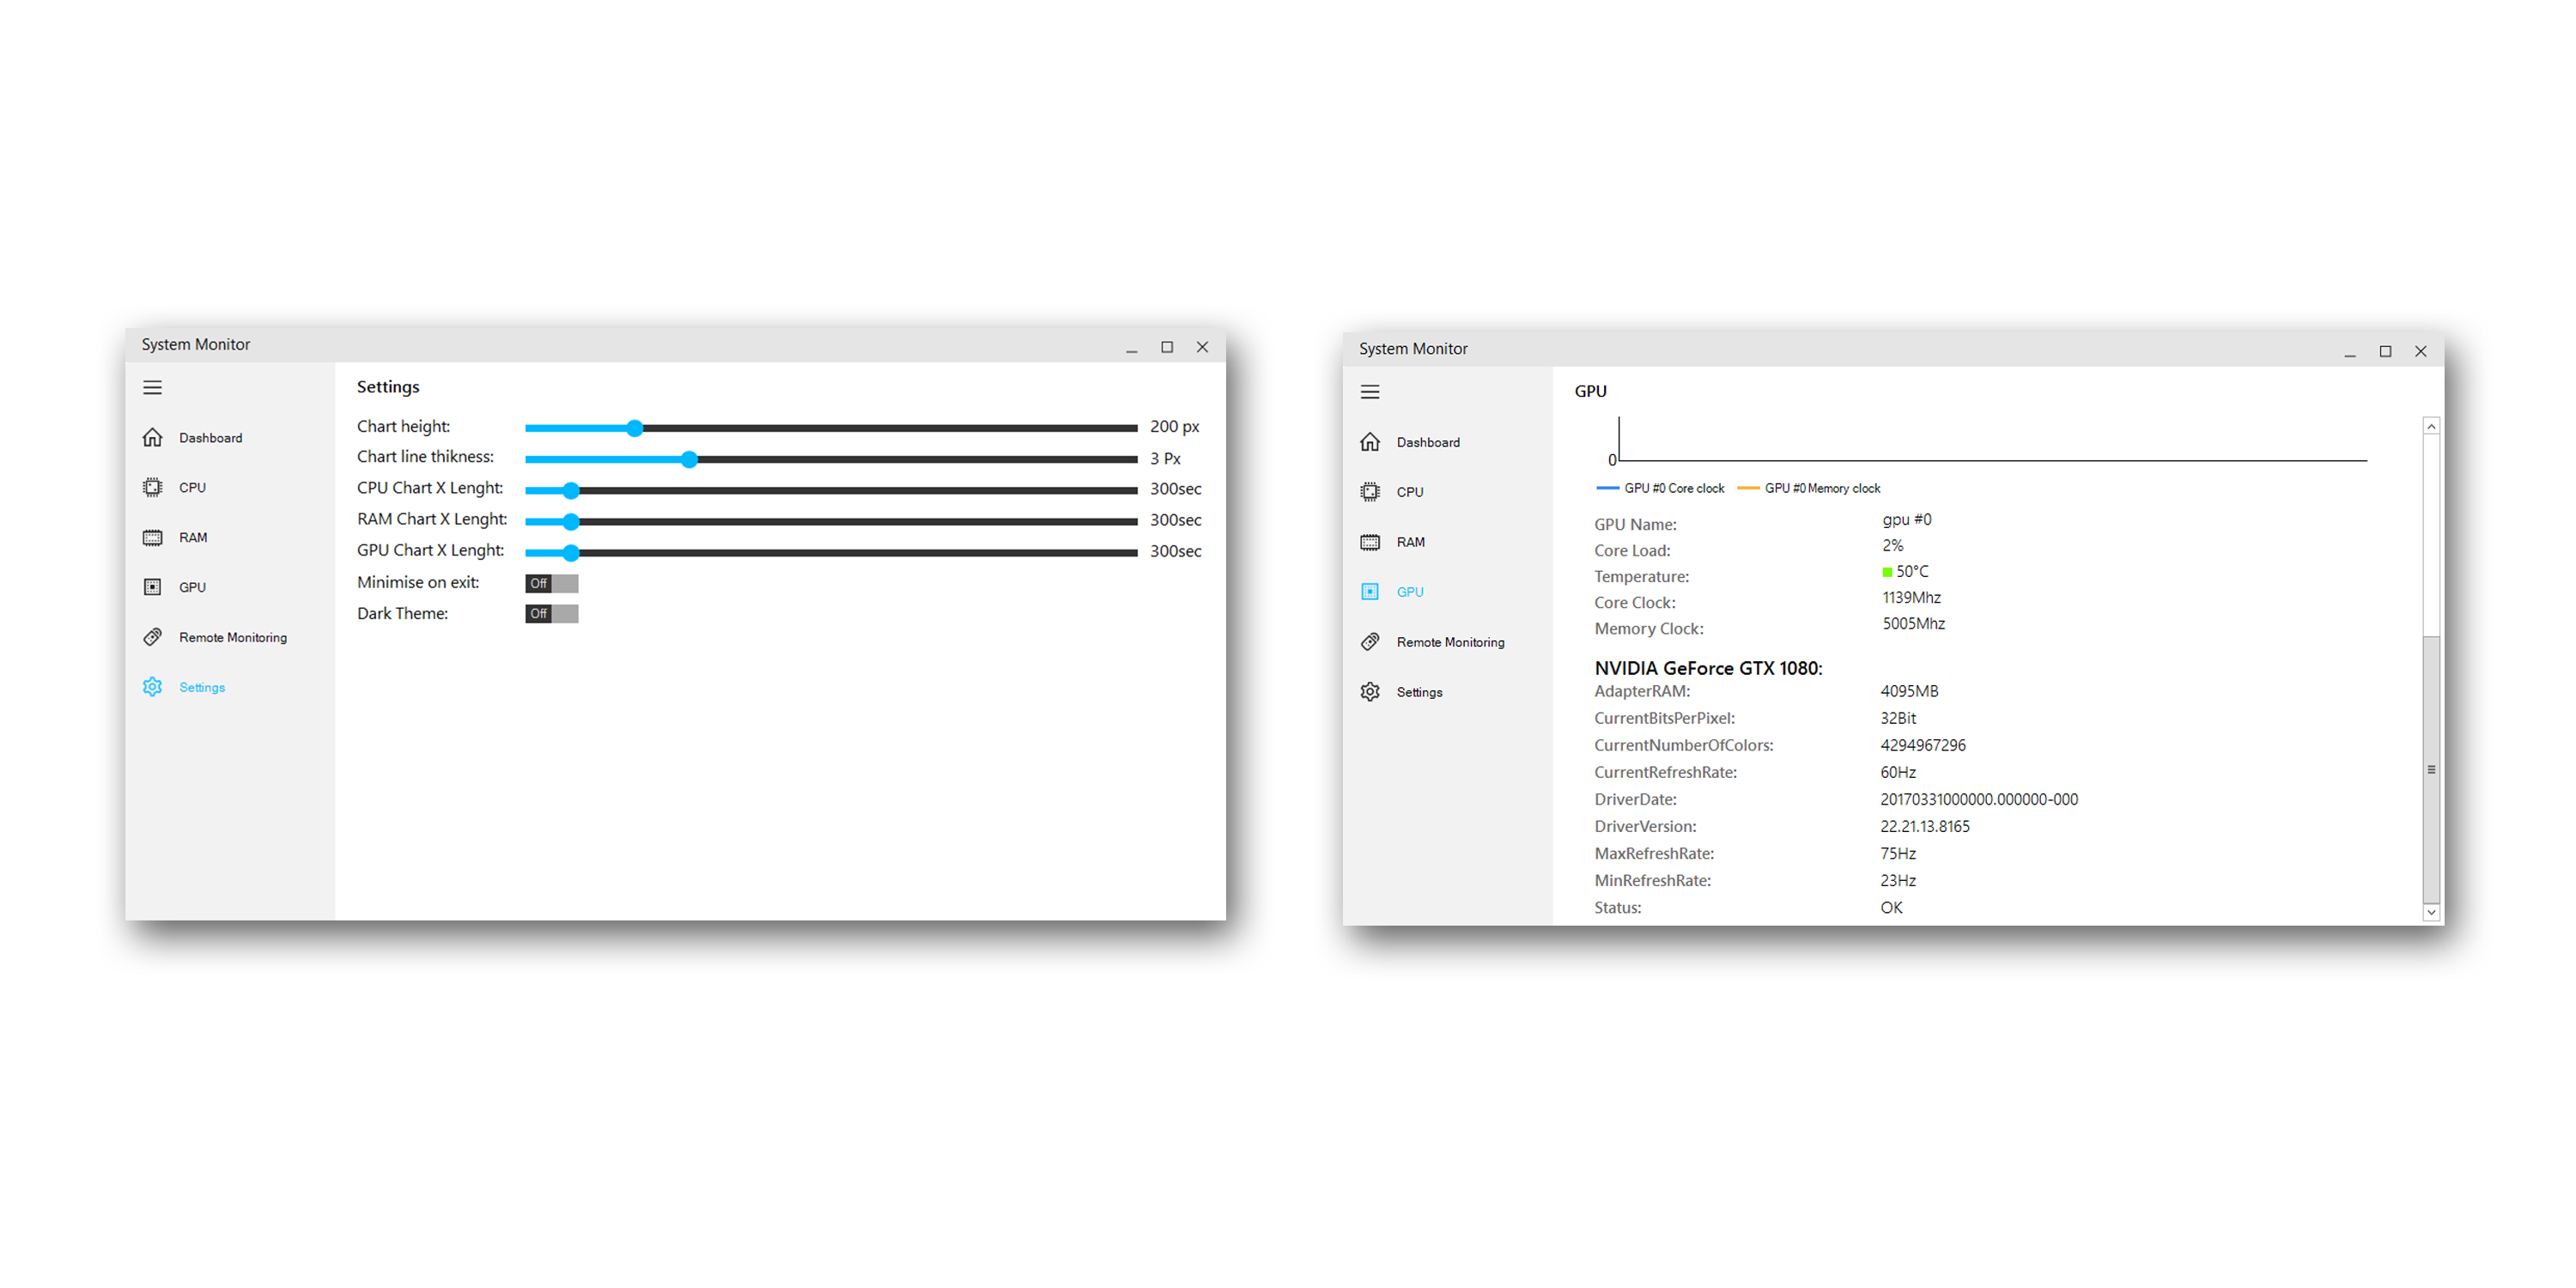 System Monitor
Settings
Dashboard
CPU
RAM
GPU
Remote Monitoring
Settings
Chart height: 200 px
Chart line thikness: 3 Px
CPU Chart X Lenght: 300sec
RAM Chart X Lenght: 300sec
GPU Chart X Lenght: 300sec
Minimise on exit: Off
Dark Theme: Off
System Monitor
GPU
Dashboard
CPU
RAM
GPU
Remote Monitoring
Settings
0
GPU #0 Core clock GPU #0 Memory clock
GPU Name: gpu #0
Core Load: 2%
Temperature: 50°C
Core Clock: 1139Mhz
Memory Clock: 5005Mhz
NVIDIA GeForce GTX 1080:
AdapterRAM: 4095MB
CurrentBitsPerPixel: 32Bit
CurrentNumberOfColors: 4294967296
CurrentRefreshRate: 60Hz
DriverDate: 20170331000000.000000-000
DriverVersion: 22.21.13.8165
MaxRefreshRate: 75Hz
MinRefreshRate: 23Hz
Status: OK